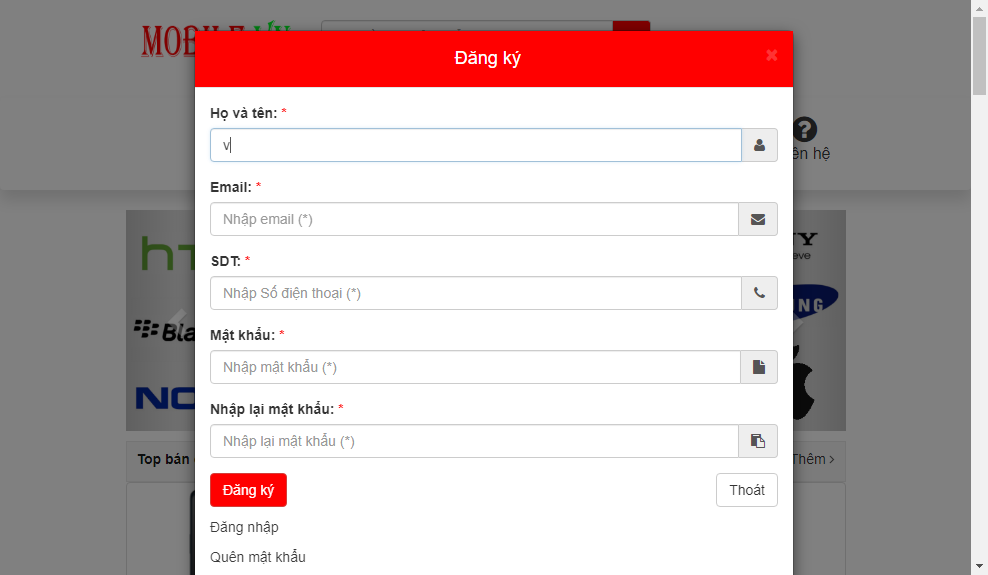 Đăng ký
Họ và tên: *
v
ên hệ
Email: *
Nhập email (*)
SDT: *
Nhập Số điện thoại (*)
Mật khẩu: *
Nhập mật khẩu (*)
Nhập lại mật khẩu: *
Nhập lại mật khẩu (*)
Top bán
Thêm
Đăng ký
Thoát
Đăng nhập
Quên mật khẩu